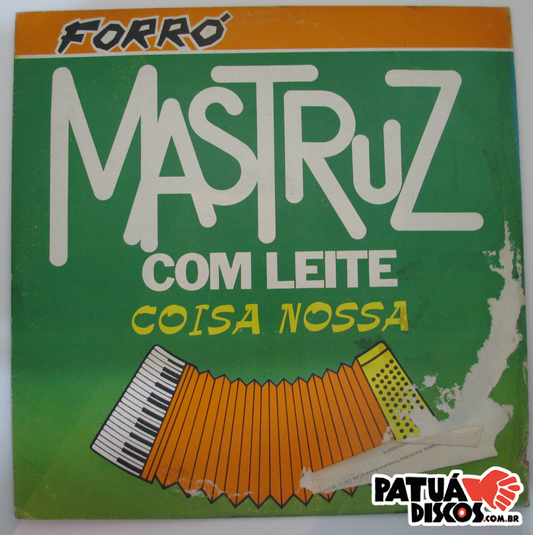 FORRÓ
MASTRUZ
COM LEITE
COISA NOSSA
PATUÁ
DISCOS.COM.BR